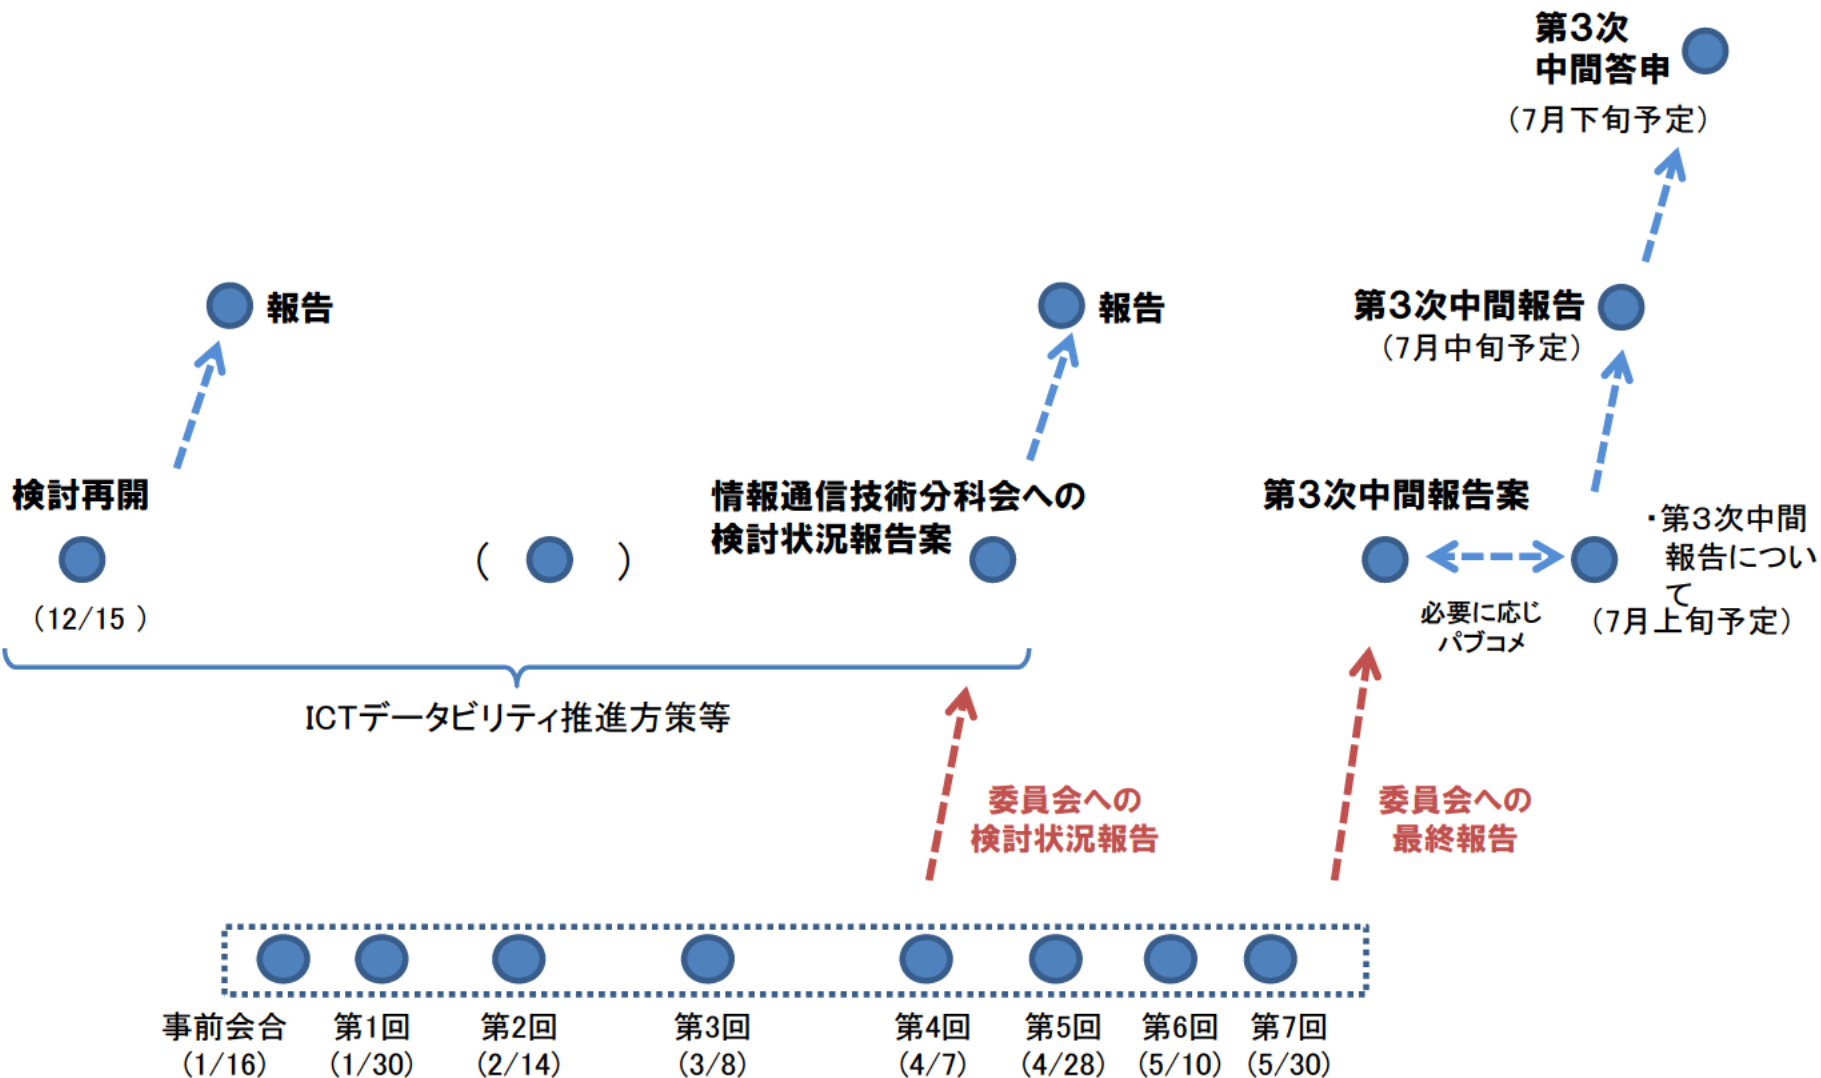 第3次
中間答申
（7月下旬予定）
報告
報告
第3次中間報告
（7月中旬予定）
検討再開
（12/15 ）
（ ）
情報通信技術分科会への
検討状況報告案
第3次中間報告案
・第3次中間
報告につい
て
（7月上旬予定）
必要に応じ
パブコメ
ICTデータビリティ推進方策等
委員会への
検討状況報告
委員会への
最終報告
事前会合
(1/16)
第1回
(1/30)
第2回
(2/14)
第3回
(3/8)
第4回
(4/7)
第5回
(4/28)
第6回
(5/10)
第7回
(5/30)